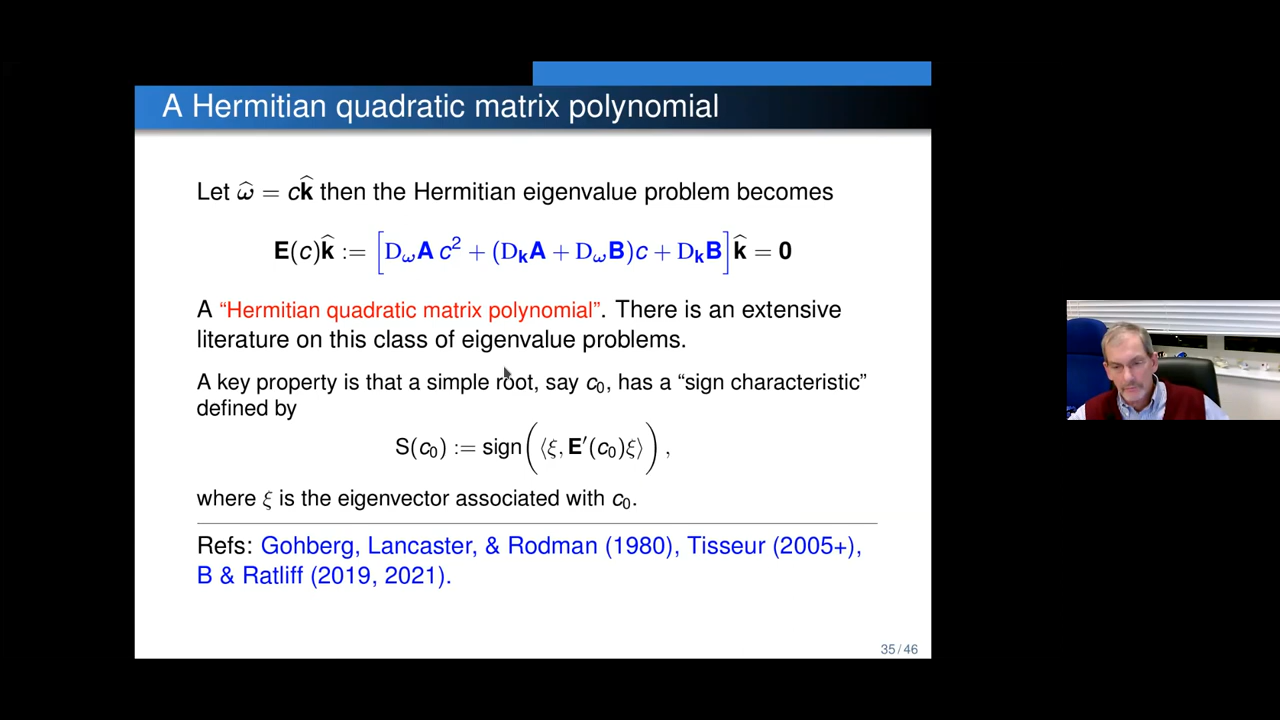 A Hermitian quadratic matrix polynomial
Let ω̂ = ck̂ then the Hermitian eigenvalue problem becomes
E(c)k̂ := [D_ωA c² + (D_kA + D_ωB)c + D_kB]k̂ = 0
A “Hermitian quadratic matrix polynomial”. There is an extensive
literature on this class of eigenvalue problems.
A key property is that a simple root, say c₀, has a “sign characteristic”
defined by
S(c₀) := sign(⟨ξ, E′(c₀)ξ⟩) ,
where ξ is the eigenvector associated with c₀.
Refs: Gohberg, Lancaster, & Rodman (1980), Tisseur (2005+),
B & Ratliff (2019, 2021).
35 / 46